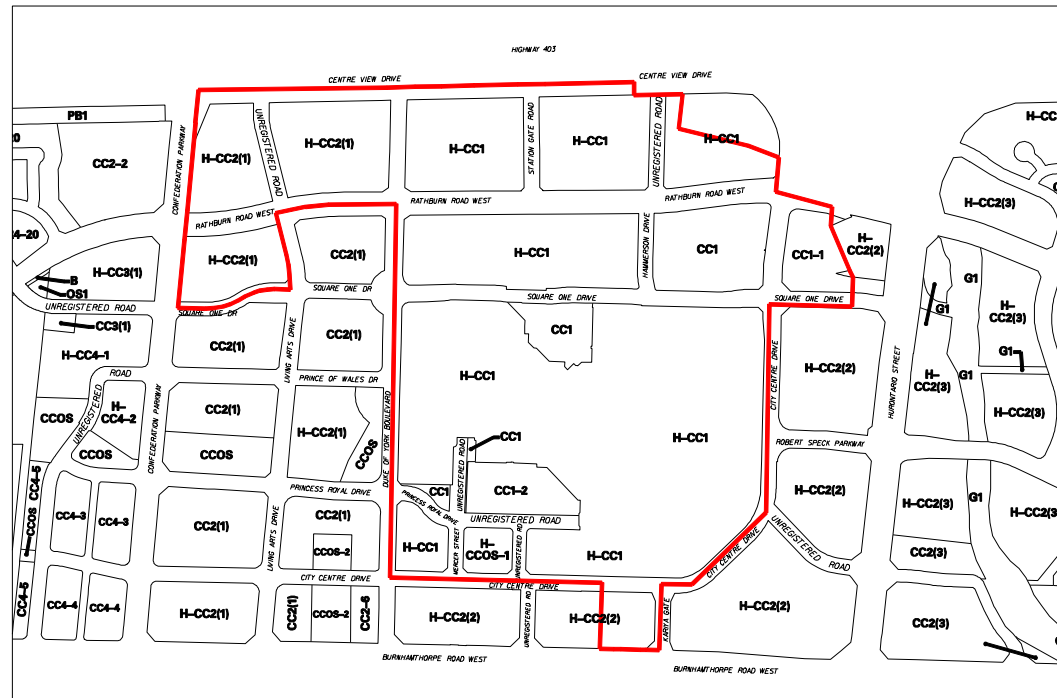 HIGHWAY 403
CENTRE VIEW DRIVE
CENTRE VIEW DRIVE
PB1
CC2-2
CONFEDERATION PARKWAY
H-CC2(1)
UNREGISTERED ROAD
H-CC2(1)
H-CC1
STATION GATE ROAD
H-CC1
UNREGISTERED ROAD
H-CC1
RATHBURN ROAD WEST
RATHBURN ROAD WEST
RATHBURN ROAD WEST
H-CC2(3)
H-CC3(1)
B
OS1
UNREGISTERED ROAD
H-CC2(1)
CC2(1)
H-CC1
HAMMERSON DRIVE
CC1
CC1-1
H-
CC2(2)
G1
SQUARE ONE DR
SQUARE ONE DR
SQUARE ONE DRIVE
SQUARE ONE DRIVE
G1
H-
CC2(3)
CC3(1)
H-CC4-1
ROAD
CC2(1)
LIVING ARTS DRIVE
CC2(1)
CC1
CITY CENTRE DRIVE
H-CC2(2)
HURONTARIO STREET
H-
CC2(3)
G1
G1
PRINCE OF WALES DR
H-CC1
CCOS
UNREGISTERED
H-
CC4-2
CCOS
CONFEDERATION PARKWAY
CC2(1)
CCOS
H-CC2(1)
CCOS
DUKE OF YORK BOULEVARD
CC1
UNREGISTERED ROAD
H-CC1
ROBERT SPECK PARKWAY
H-CC2(3)
CC4-5
CCOS
PRINCESS ROYAL DRIVE
CC1
PRINCESS ROYAL DRIVE
CC1-2
UNREGISTERED ROAD
H-CC2(2)
H-CC2(3)
G1
H-CC2(3)
CC4-3
CC4-3
CC2(1)
LIVING ARTS DRIVE
CC2(1)
CCOS-2
H-CC1
MERCER STREET
H-
CCOS-1
UNREGISTERED RD
H-CC1
CITY CENTRE DRIVE
UNREGISTERED ROAD
CC2(3)
CC4-5
CC4-4
CC4-4
CITY CENTRE DRIVE
CITY CENTRE DRIVE
H-CC2(1)
CC2(1)
CCOS-2
CC2-6
H-CC2(2)
UNREGISTERED RD
H-CC2(2)
KARIYA GATE
H-CC2(2)
CC2(3)
BURNHAMTHORPE ROAD WEST
BURNHAMTHORPE ROAD WEST